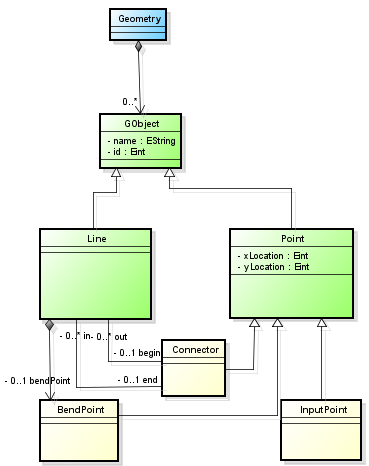 Geometry
0..*
GObject
- name : EString
- id : Eint
Line
Point
- xLocation : Eint
- yLocation : Eint
- 0..* in
- 0..* out
- 0..1 begin
Connector
- 0..1 end
- 0..1 bendPoint
BendPoint
InputPoint